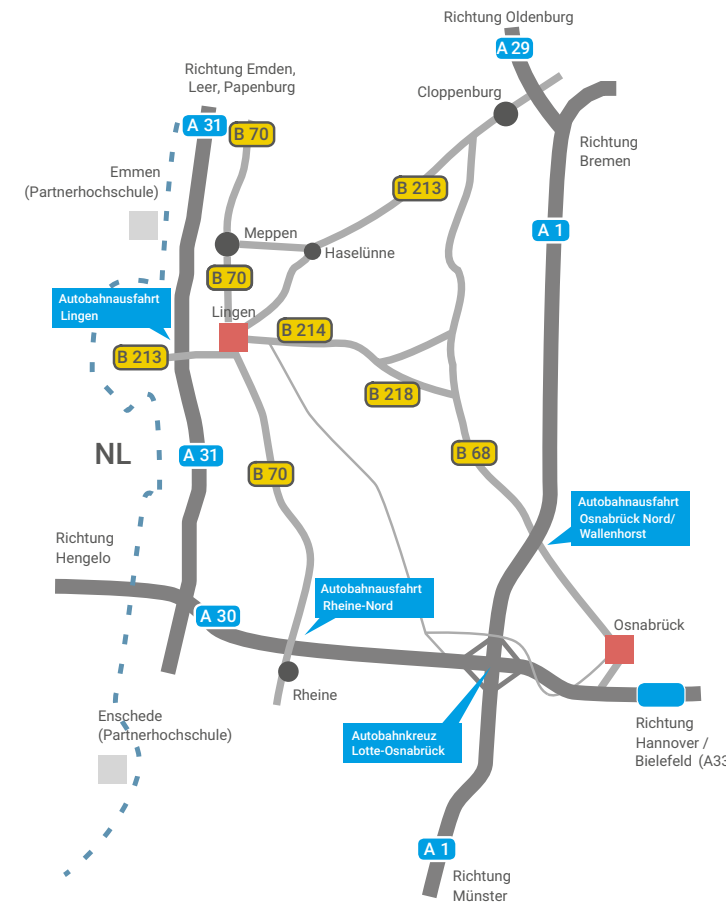 Richtung Oldenburg
A 29
Richtung Emden,
Leer, Papenburg
Cloppenburg
A 31
B 70
Richtung
Bremen
Emmen
(Partnerhochschule)
B 213
A 1
Meppen
Haselünne
B 70
Autobahnausfahrt
Lingen
Lingen
B 214
B 213
B 218
NL
A 31
B 68
B 70
Autobahnausfahrt
Osnabrück Nord/
Wallenhorst
Richtung
Hengelo
Autobahnausfahrt
Rheine-Nord
A 30
Osnabrück
Rheine
Enschede
(Partnerhochschule)
Autobahnkreuz
Lotte-Osnabrück
Richtung
Hannover /
Bielefeld (A33
A 1
Richtung
Münster